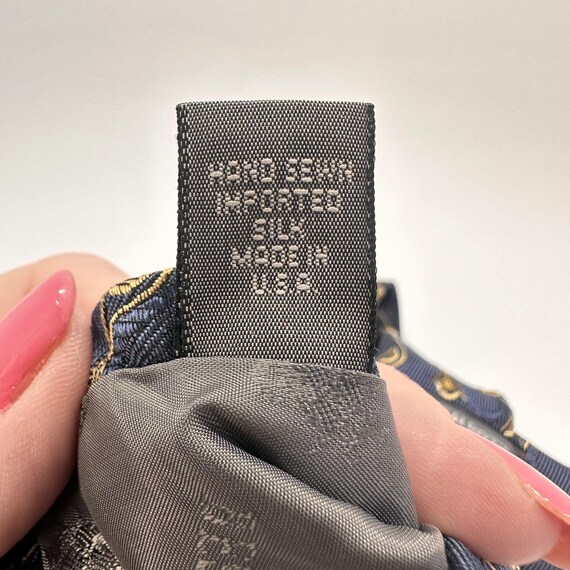 HAND SEWN
IMPORTED
SILK
MADE IN
U.S.A.